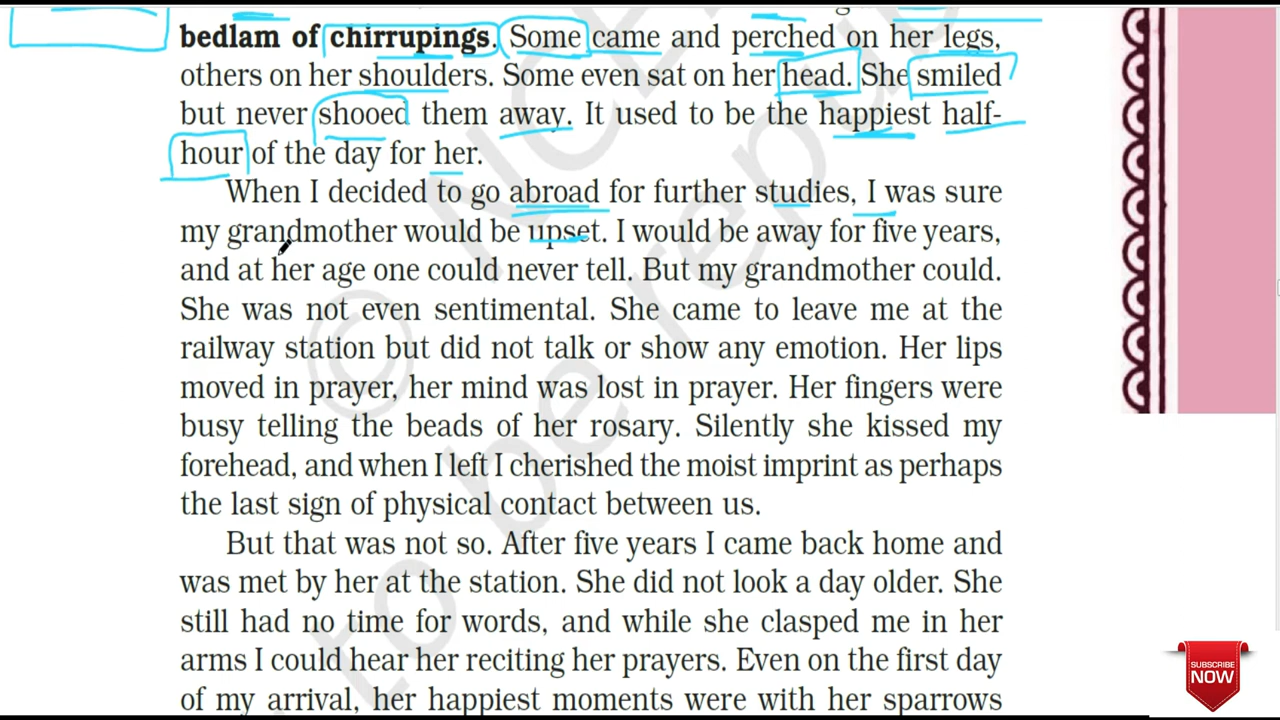 bedlam of chirrupings. Some came and perched on her legs,
others on her shoulders. Some even sat on her head. She smiled
but never shooed them away. It used to be the happiest half-
hour of the day for her.
When I decided to go abroad for further studies, I was sure
my grandmother would be upset. I would be away for five years,
and at her age one could never tell. But my grandmother could.
She was not even sentimental. She came to leave me at the
railway station but did not talk or show any emotion. Her lips
moved in prayer, her mind was lost in prayer. Her fingers were
busy telling the beads of her rosary. Silently she kissed my
forehead, and when I left I cherished the moist imprint as perhaps
the last sign of physical contact between us.
But that was not so. After five years I came back home and
was met by her at the station. She did not look a day older. She
still had no time for words, and while she clasped me in her
arms I could hear her reciting her prayers. Even on the first day
of my arrival, her happiest moments were with her sparrows
SUBSCRIBE
NOW
© NCE
to be repu